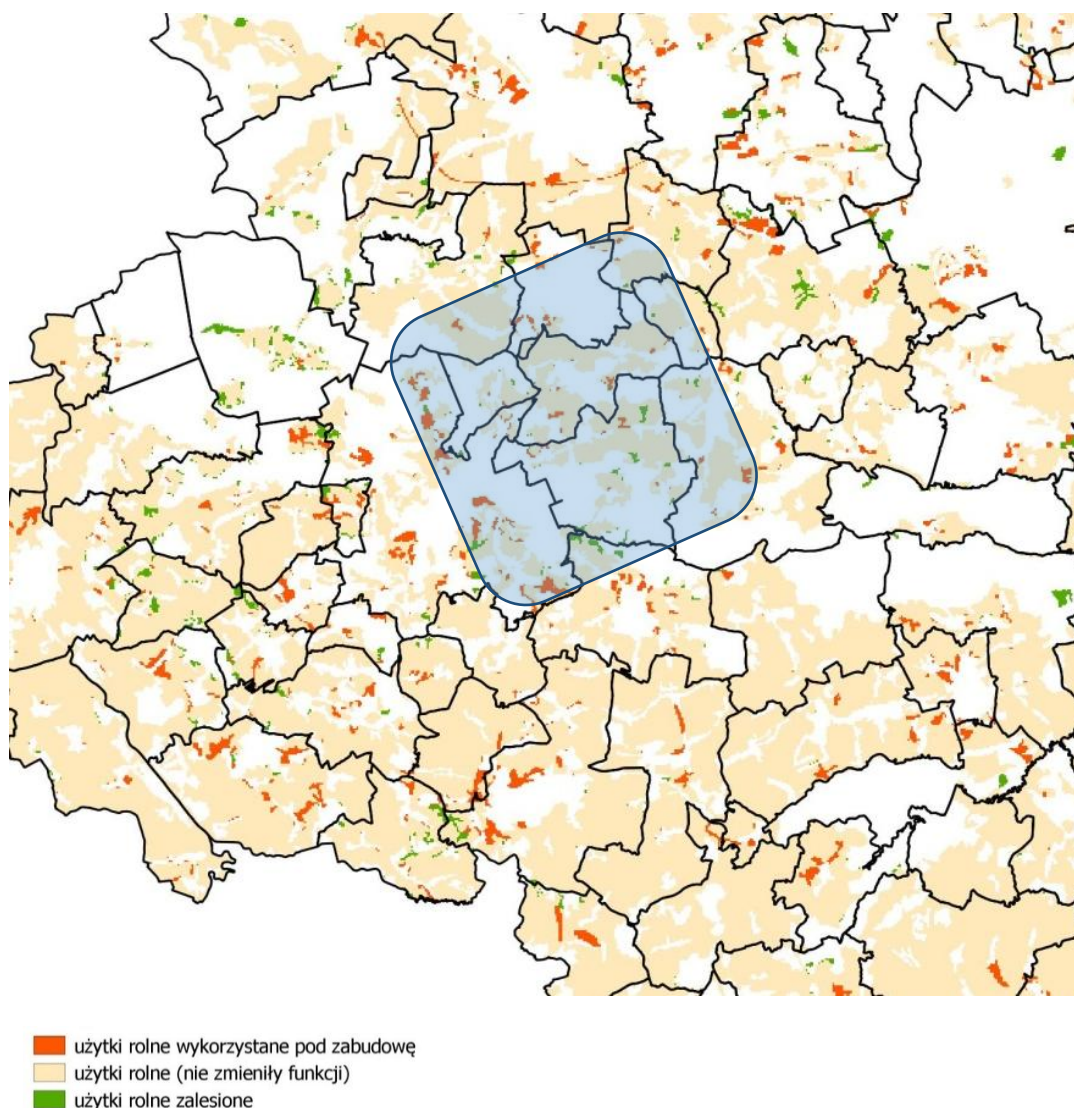 użytki rolne wykorzystane pod zabudowę
użytki rolne (nie zmieniły funkcji)
użytki rolne zalesione